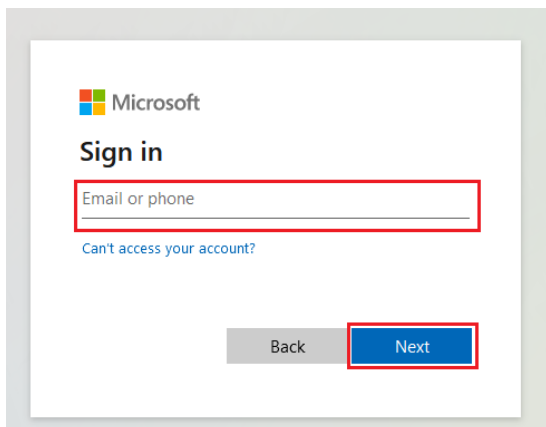 Microsoft
Sign in
Email or phone
Can't access your account?
Back Next